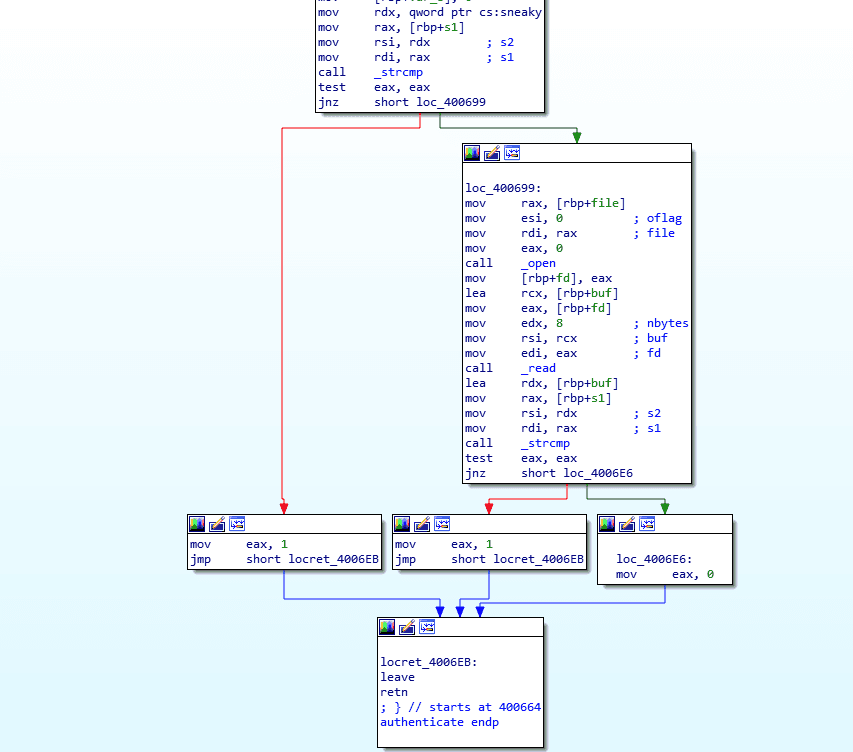 mov rdx, qword ptr cs:sneaky
mov rax, [rbp+s1]
mov rsi, rdx ; s2
mov rdi, rax ; s1
call _strcmp
test eax, eax
jnz short loc_400699
loc_400699:
mov rax, [rbp+file]
mov esi, 0 ; oflag
mov rdi, rax ; file
mov eax, 0
call _open
mov [rbp+fd], eax
lea rcx, [rbp+buf]
mov eax, [rbp+fd]
mov edx, 8 ; nbytes
mov rsi, rcx ; buf
mov edi, eax ; fd
call _read
lea rdx, [rbp+buf]
mov rax, [rbp+s1]
mov rsi, rdx ; s2
mov rdi, rax ; s1
call _strcmp
test eax, eax
jnz short loc_4006E6
mov eax, 1
jmp short locret_4006EB
mov eax, 1
jmp short locret_4006EB
loc_4006E6:
mov eax, 0
locret_4006EB:
leave
retn
; } // starts at 400664
authenticate endp